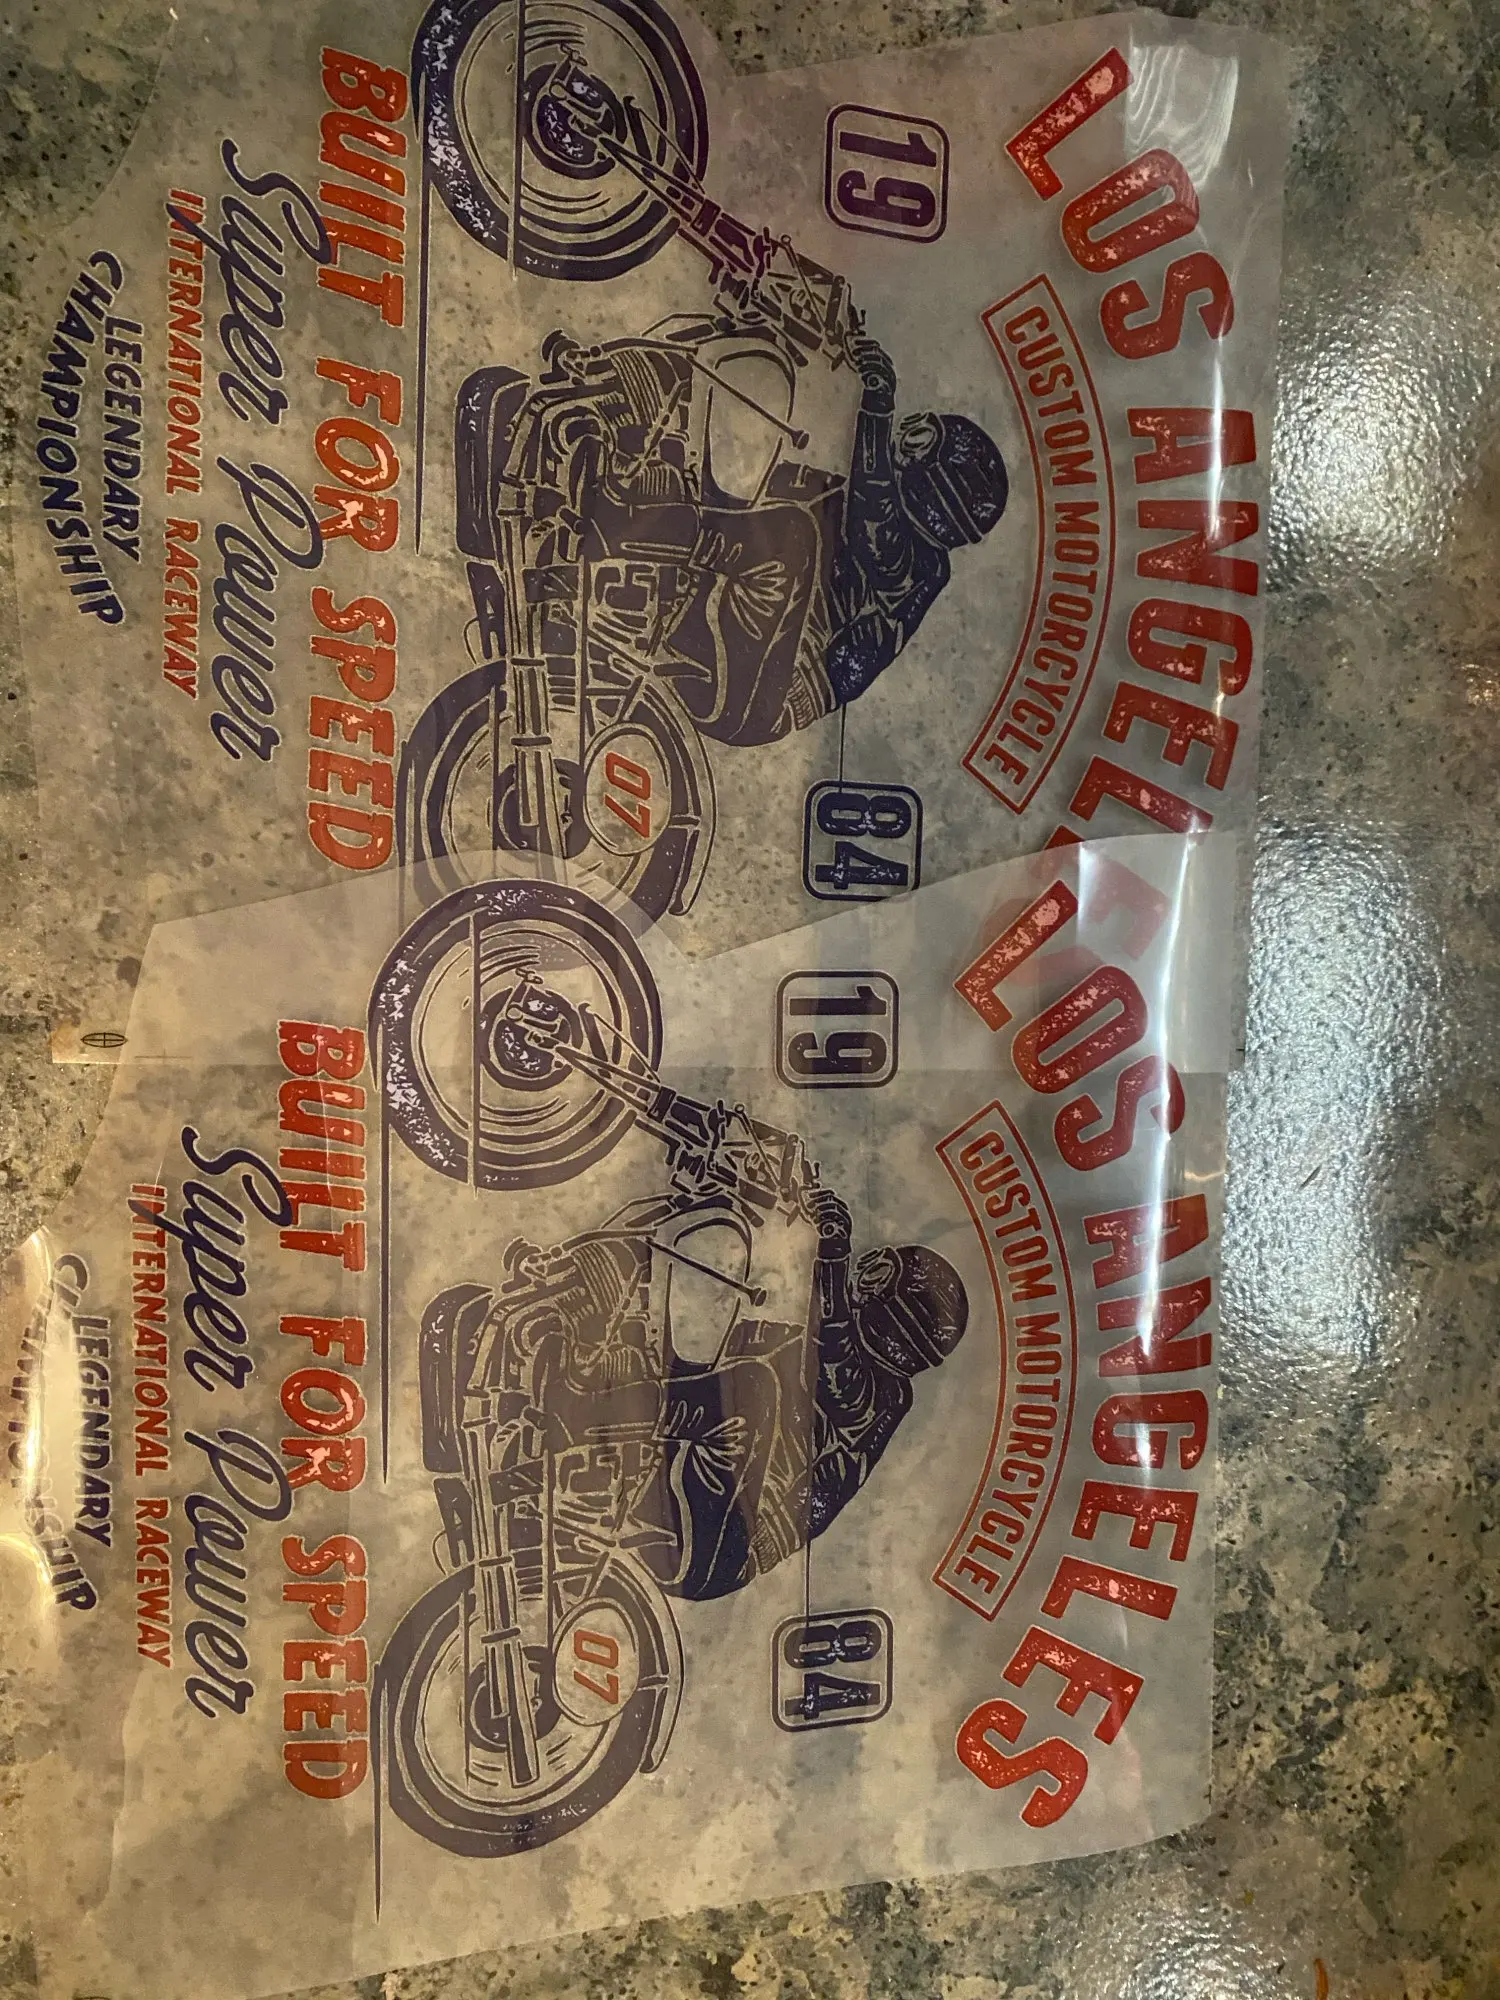 LOS ANGELES
CUSTOM MOTORCYCLE
19
84
07
BUILT FOR SPEED
Super Power
INTERNATIONAL RACEWAY
LEGENDARY
CHAMPIONSHIP
LOS ANGELES
CUSTOM MOTORCYCLE
19
84
07
BUILT FOR SPEED
Super Power
INTERNATIONAL RACEWAY
LEGENDARY
CHAMPIONSHIP